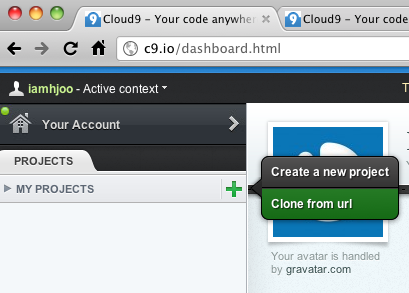 Cloud9 - Your code anywher
Cloud9 - Your code a
c9.io/dashboard.html
iamhjoo - Active context
Your Account
PROJECTS
MY PROJECTS
Create a new project
Clone from url
Your avatar is handled
by gravatar.com